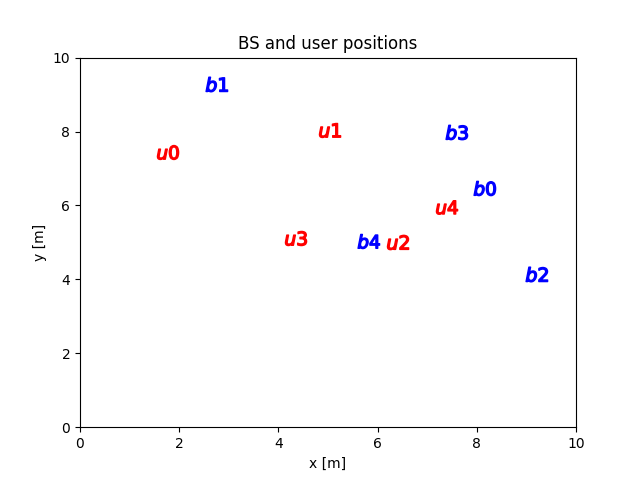 BS and user positions
10
b1
8
u1
b3
u0
b0
6
u4
u3
b4
u2
b2
4
2
0
y [m]
0 2 4 6 8 10
x [m]